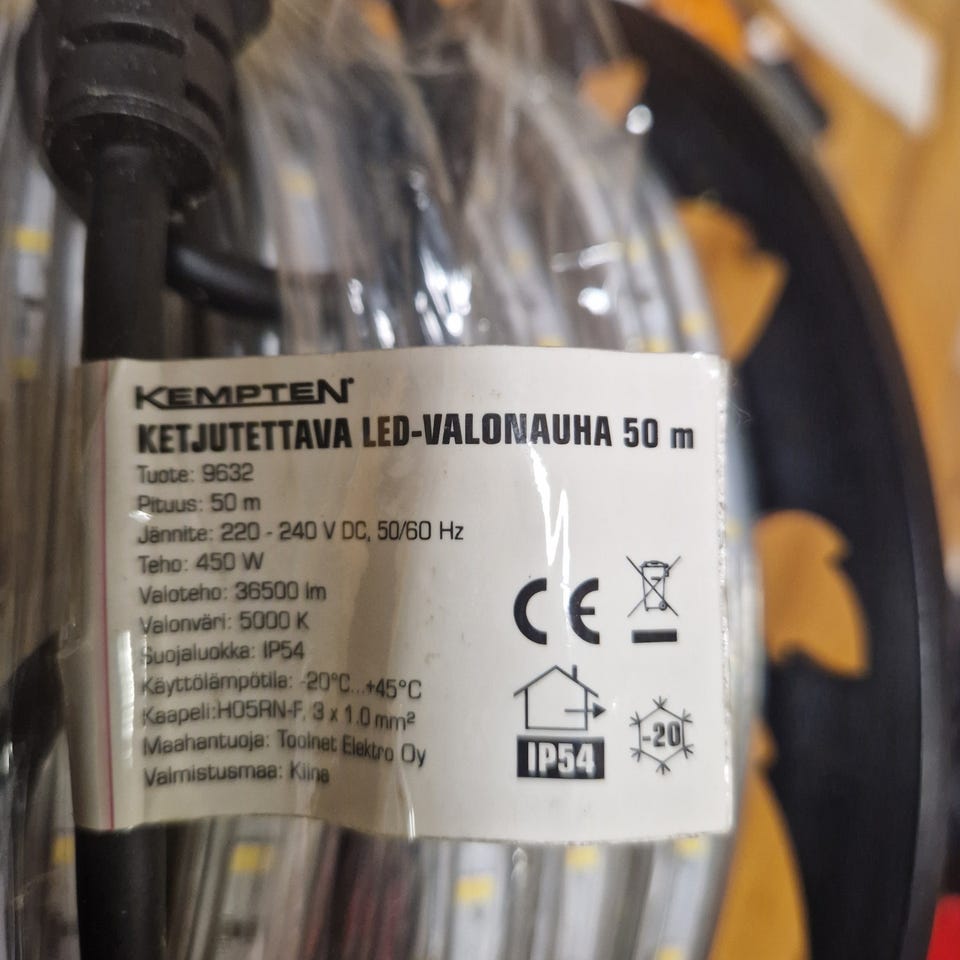 KEMPTEN
KETJUTETTAVA LED-VALONAUHA 50 m
Tuote: 9632
Pituus: 50 m
Jännite: 220 - 240 V DC, 50/60 Hz
Teho: 450 W
Valoteho: 36500 lm
Valonväri: 5000 K
Suojaluokka: IP54
Käyttölämpötila: -20°C...+45°C
Kaapeli:H05RN-F, 3 x 1.0 mm²
Maahantuoja: Toolnet Elektro Oy
Valmistusmaa: Kiina
CE
IP54
-20